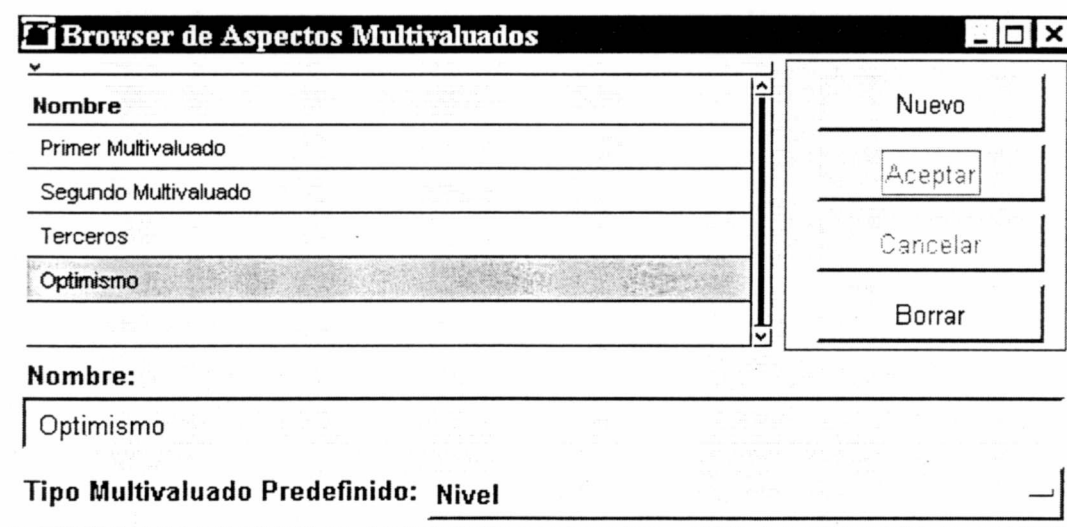 Browser de Aspectos Multivaluados
Nombre
Primer Multivaluado
Segundo Multivaluado
Terceros
Optimismo
Nuevo
Aceptar
Cancelar
Borrar
Nombre:
Optimismo
Tipo Multivaluado Predefinido: Nivel